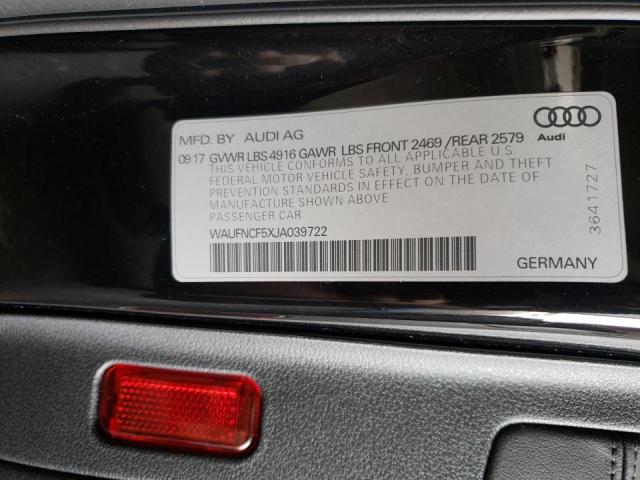 MFD. BY AUDI AG
Audi
09 17 GVWR LBS 4916 GAWR LBS FRONT 2469 /REAR 2579
THIS VEHICLE CONFORMS TO ALL APPLICABLE U.S.
FEDERAL MOTOR VEHICLE SAFETY, BUMPER AND THEFT
PREVENTION STANDARDS IN EFFECT ON THE DATE OF
MANUFACTURE SHOWN ABOVE
PASSENGER CAR
WAUFNCF5XJA039722
3641727
GERMANY